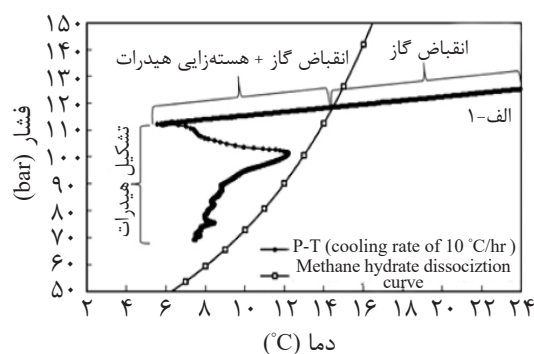 ۱۵۰
۱۴۰
۱۳۰
۱۲۰
۱۱۰
۱۰۰
۹۰
۸۰
۷۰
۶۰
۵۰
فشار (bar)
انقباض گاز
انقباض گاز + هسته‌زایی هیدرات
الف-۱
تشکیل هیدرات
P-T (cooling rate of 10 °C/hr )
Methane hydrate dissociztion
curve
۲ ۴ ۶ ۸ ۱۰ ۱۲ ۱۴ ۱۶ ۱۸ ۲۰ ۲۲ ۲۴
دما (°C)